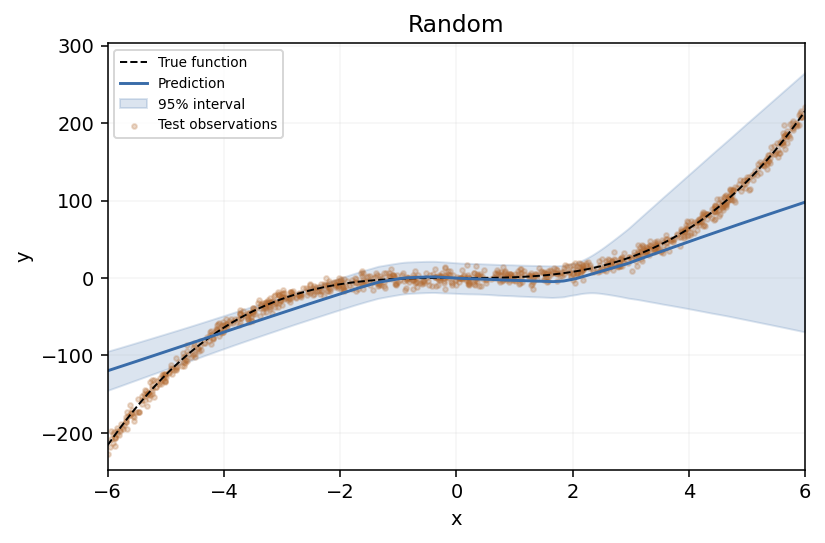 Random
True function
Prediction
95% interval
Test observations
300
200
100
0
−100
−200
y
−6
−4
−2
0
2
4
6
x